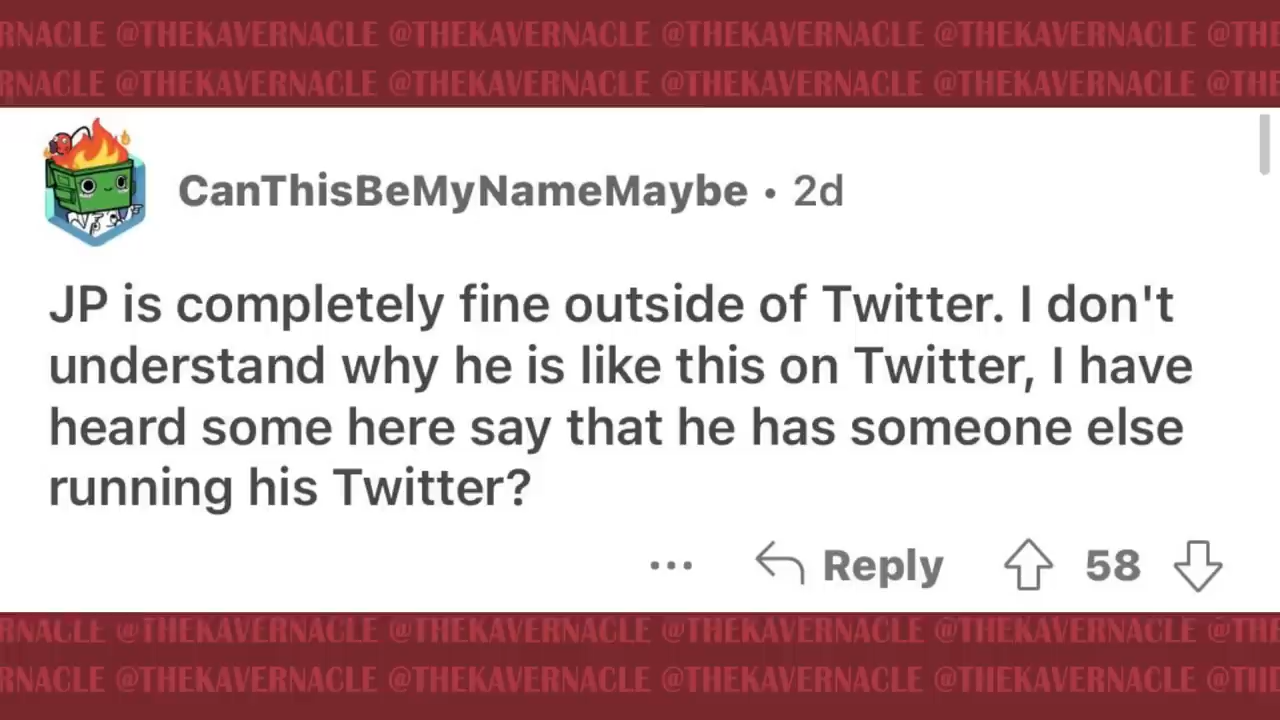 RNACLE @THEKAVERNACLE @THEKAVERNACLE @THEKAVERNACLE @THEKAVERNACLE @THE
RNACLE @THEKAVERNACLE @THEKAVERNACLE @THEKAVERNACLE @THEKAVERNACLE @THE
CanThisBeMyNameMaybe • 2d
JP is completely fine outside of Twitter. I don't
understand why he is like this on Twitter, I have
heard some here say that he has someone else
running his Twitter?
... Reply 58
RNACLE @THEKAVERNACLE @THEKAVERNACLE @THEKAVERNACLE @THEKAVERNACLE @THE
RNACLE @THEKAVERNACLE @THEKAVERNACLE @THEKAVERNACLE @THEKAVERNACLE @THE